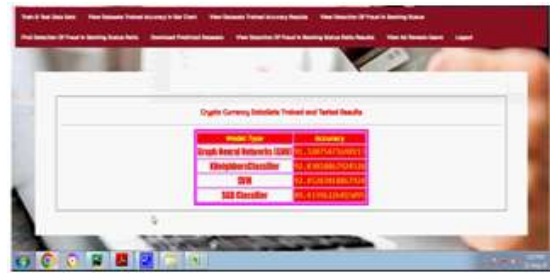 Train & Test Data Sets View Datasets Trained Accuracy in Bar Chart View Datasets Trained Accuracy Results View Detection Of Fraud in Banking Status
Find Detection Of Fraud in Banking Status Ratio Download Predicted Datasets View Detection Of Fraud in Banking Status Ratio Results View All Remote Users Logout
Crypto Currency DataSets Trained and Tested Results
Model Type Accuracy
Graph Neural Networks (GNN)
KNeighborsClassifier
SVM
SGD Classifier